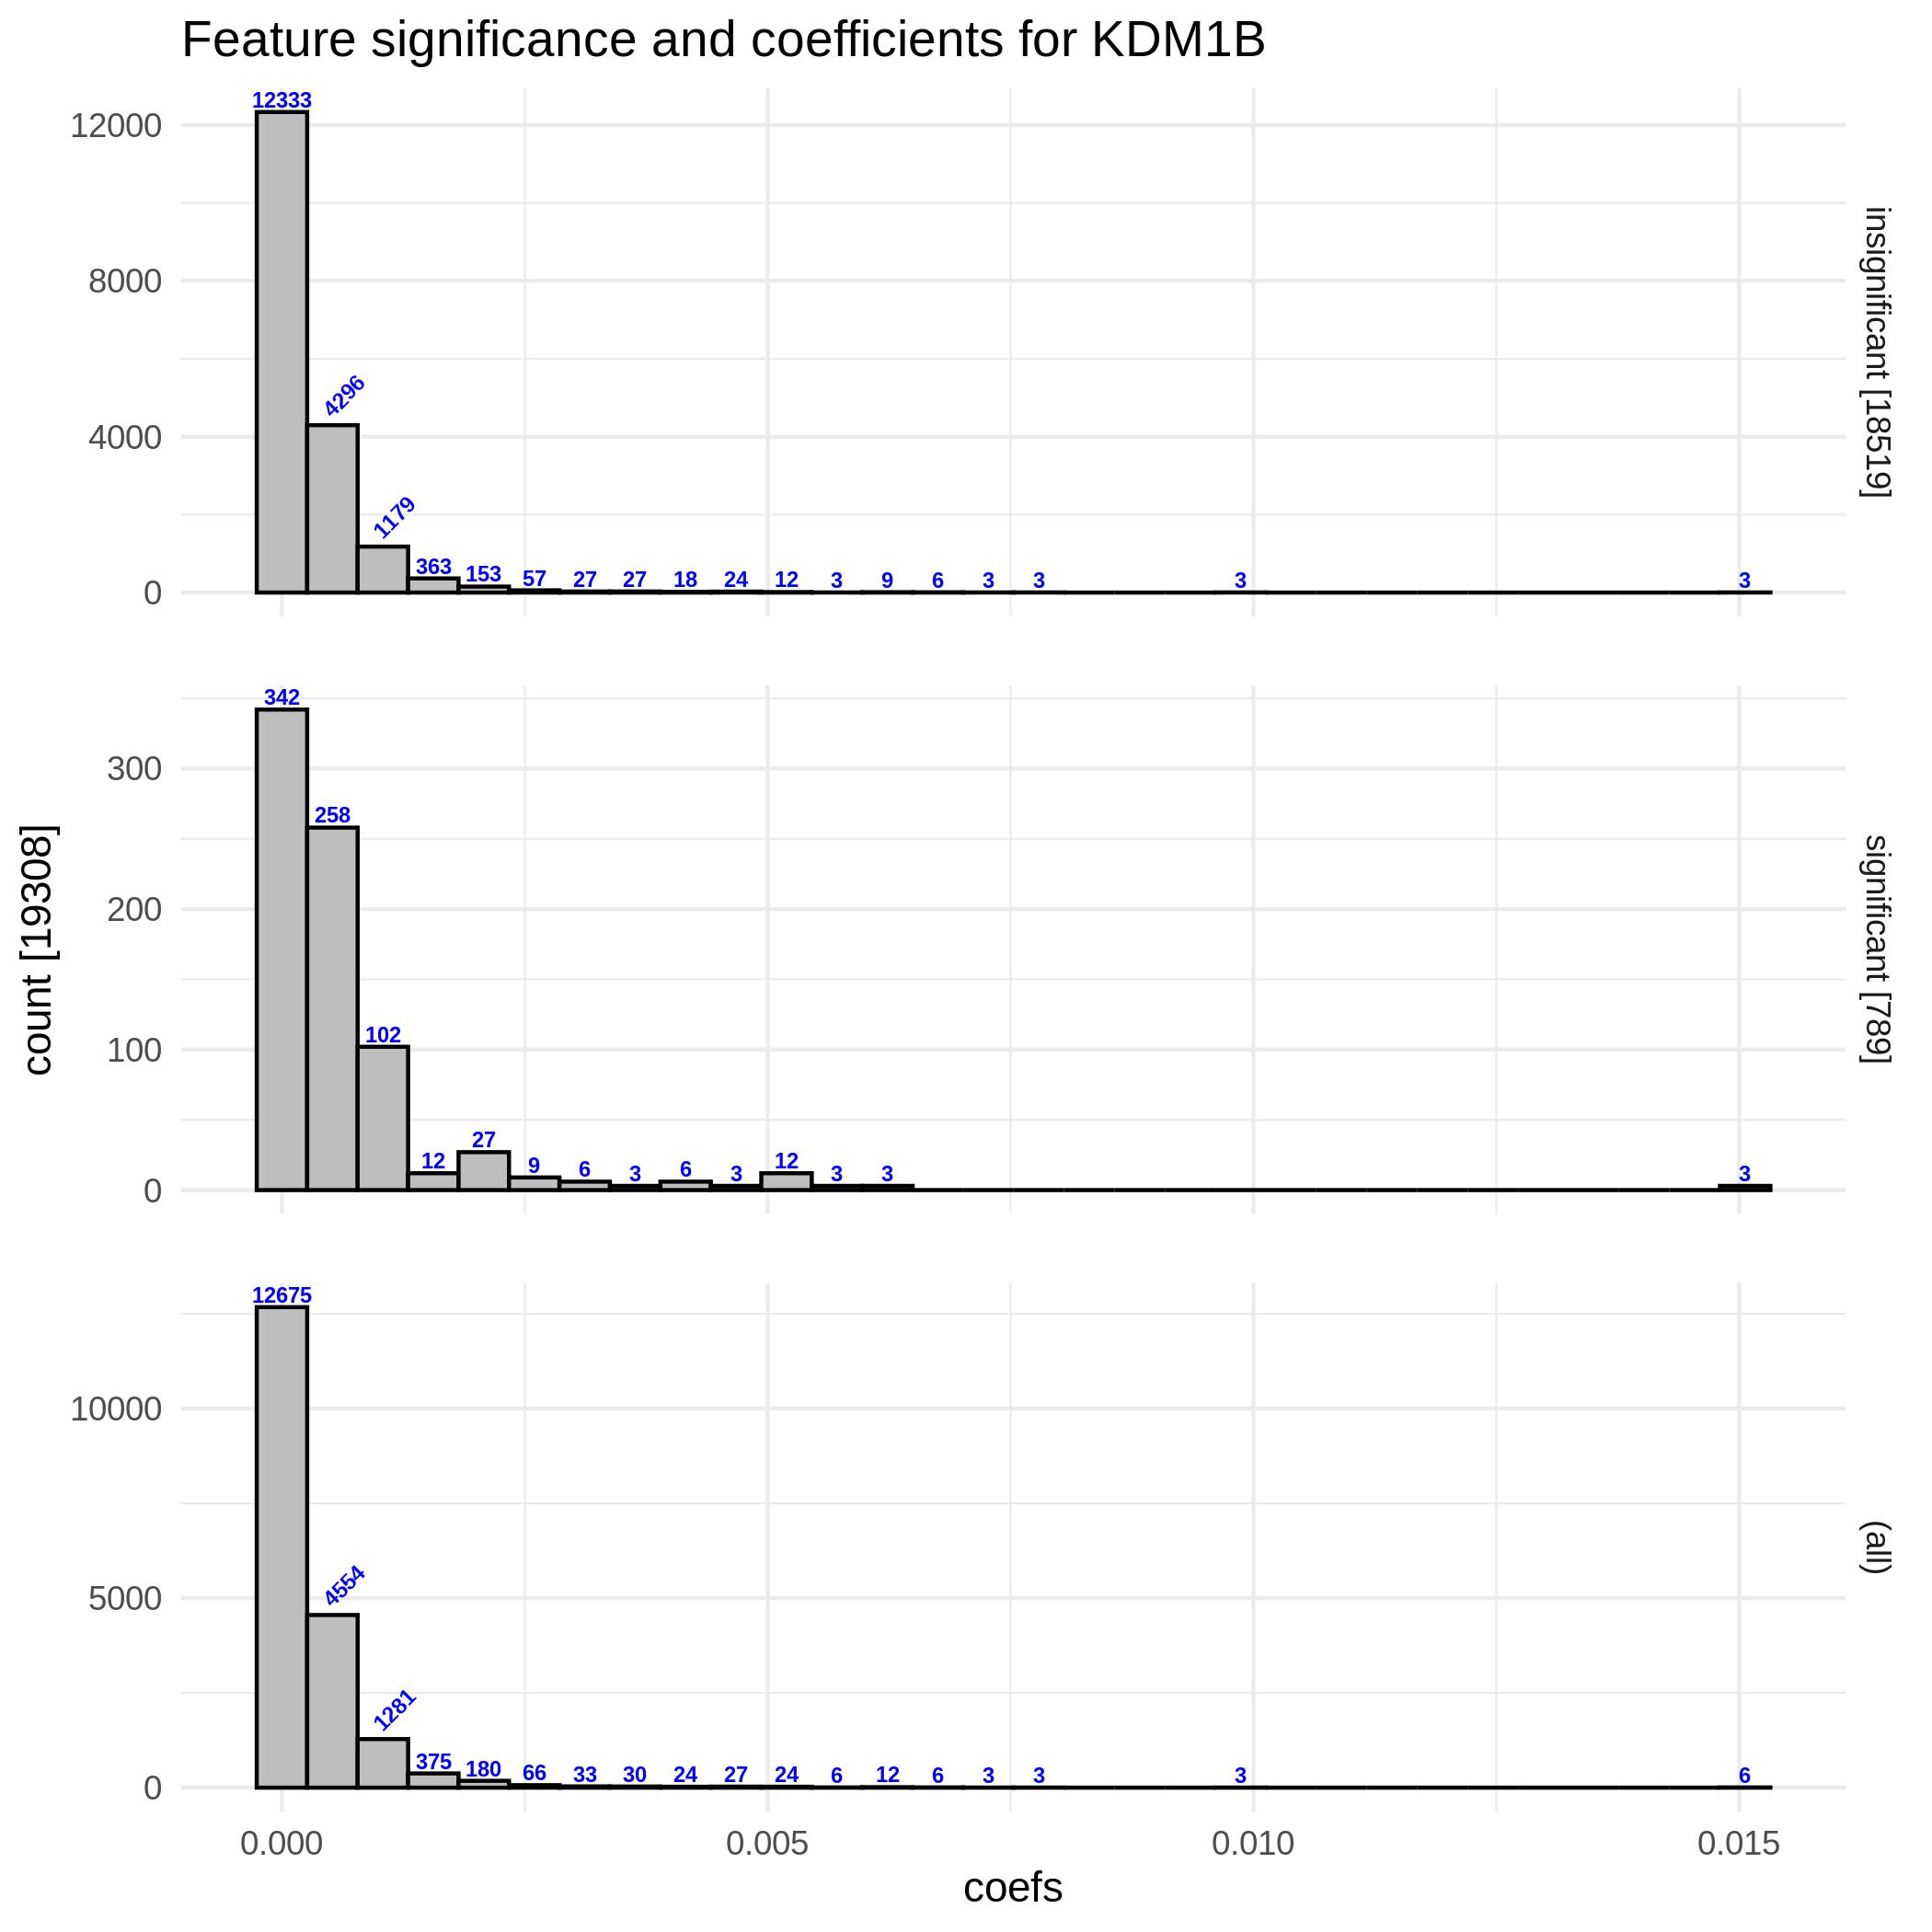 Feature significance and coefficients for KDM1B
12333
12000
8000
4296
4000
1179
363 153 57 27 27 18 24 12 3 9 6 3 3 3 3
0
insignificant [18519]
342
300
258
200
102
100
12 27 9 6 3 6 3 12 3 3 3
0
significant [789]
count [19308]
12675
10000
4554
5000
1281
375 180 66 33 30 24 27 24 6 12 6 3 3 3 6
0
(all)
0.000 0.005 0.010 0.015
coefs